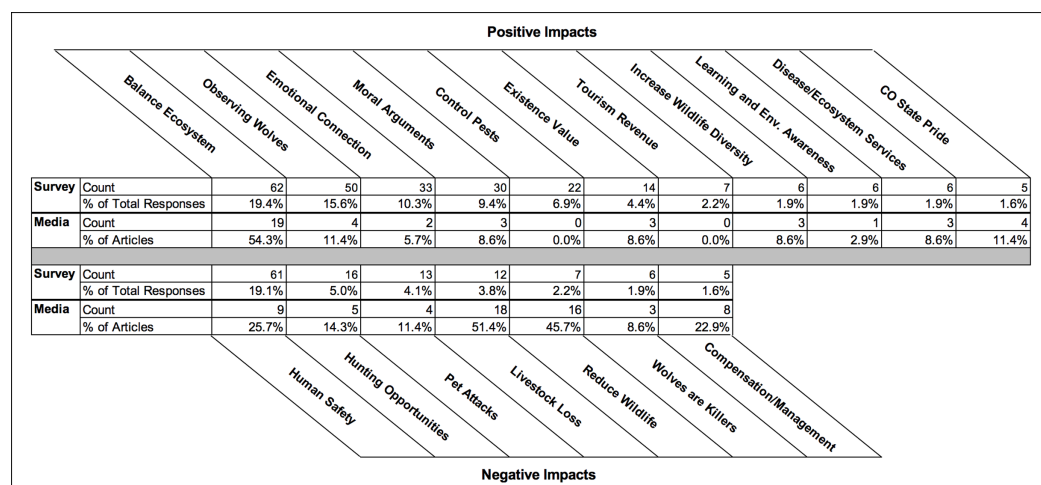 Positive Impacts
Balance Ecosystem
Observing Wolves
Emotional Connection
Moral Arguments
Control Pests
Existence Value
Tourism Revenue
Increase Wildlife Diversity
Learning and Env. Awareness
Disease/Ecosystem Services
CO State Pride
Survey Count 62 50 33 30 22 14 7 6 6 6 5
% of Total Responses 19.4% 15.6% 10.3% 9.4% 6.9% 4.4% 2.2% 1.9% 1.9% 1.9% 1.6%
Media Count 19 4 2 3 0 3 0 3 1 3 4
% of Articles 54.3% 11.4% 5.7% 8.6% 0.0% 8.6% 0.0% 8.6% 2.9% 8.6% 11.4%
Survey Count 61 16 13 12 7 6 5
% of Total Responses 19.1% 5.0% 4.1% 3.8% 2.2% 1.9% 1.6%
Media Count 9 5 4 18 16 3 8
% of Articles 25.7% 14.3% 11.4% 51.4% 45.7% 8.6% 22.9%
Human Safety
Hunting Opportunities
Pet Attacks
Livestock Loss
Reduce Wildlife
Wolves are Killers
Compensation/Management
Negative Impacts